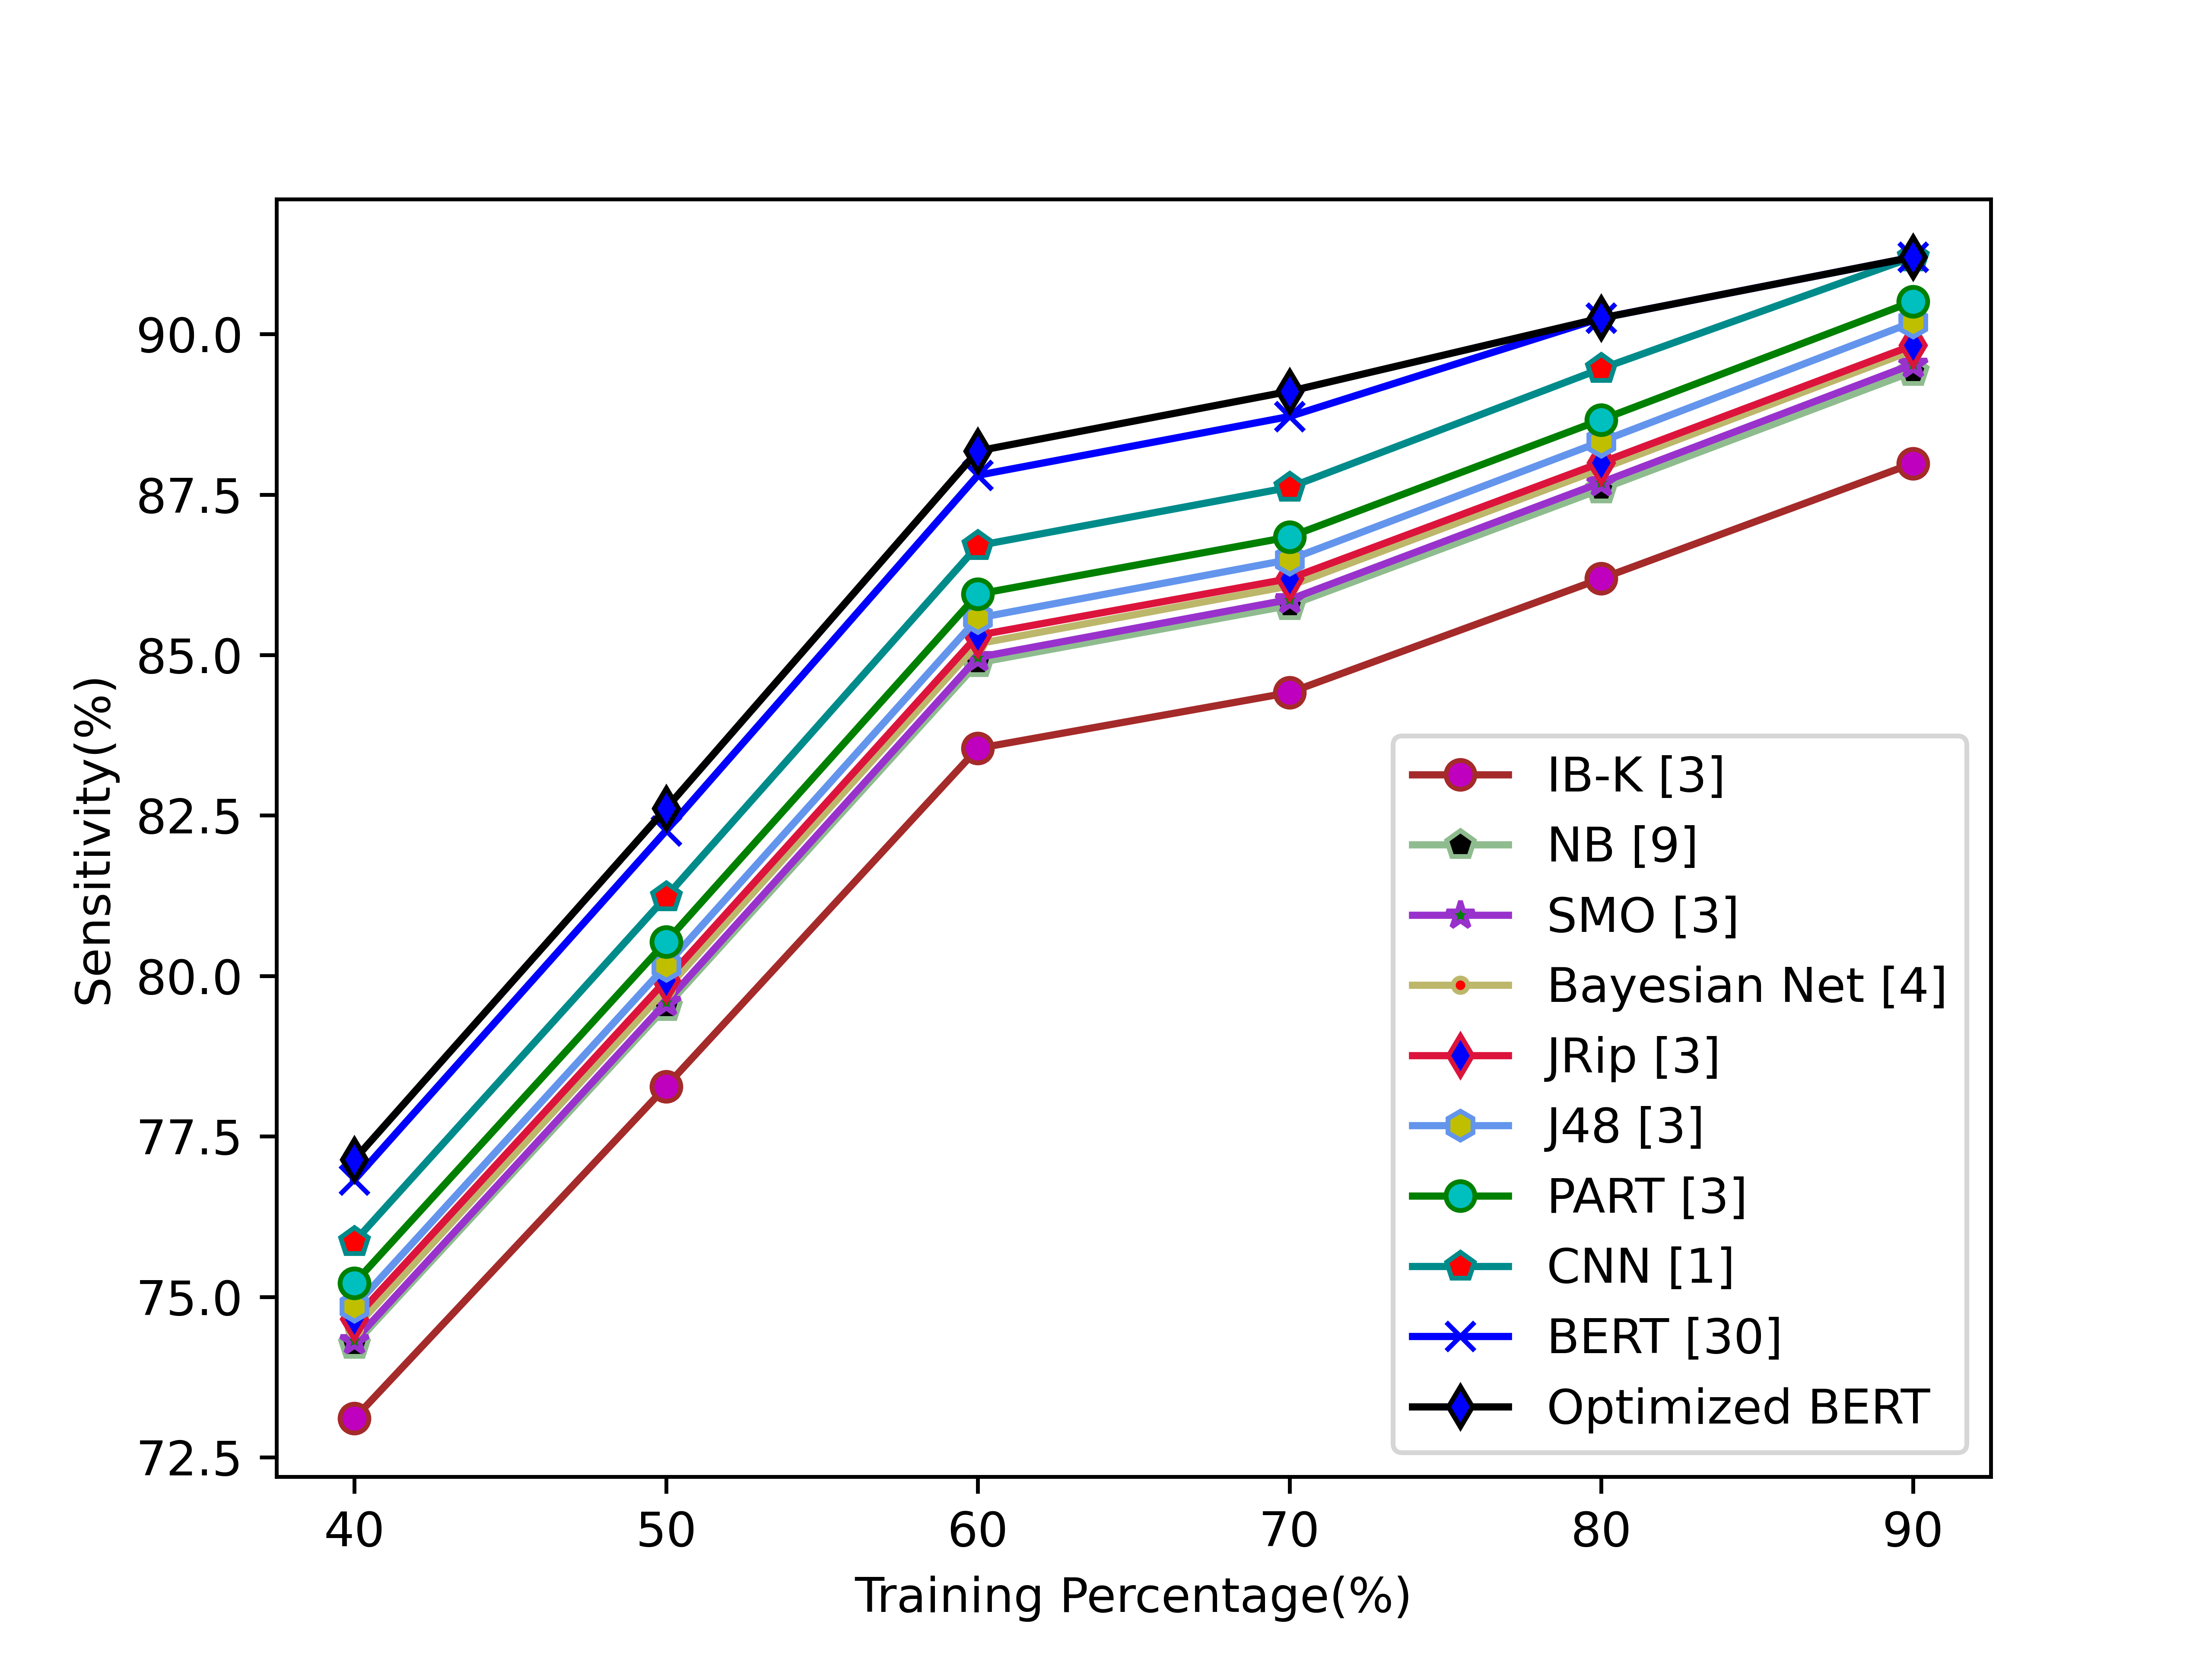 90.0
87.5
85.0
82.5
80.0
77.5
75.0
72.5
Sensitivity(%)
40 50 60 70 80 90
Training Percentage(%)
IB-K [3]
NB [9]
SMO [3]
Bayesian Net [4]
JRip [3]
J48 [3]
PART [3]
CNN [1]
BERT [30]
Optimized BERT